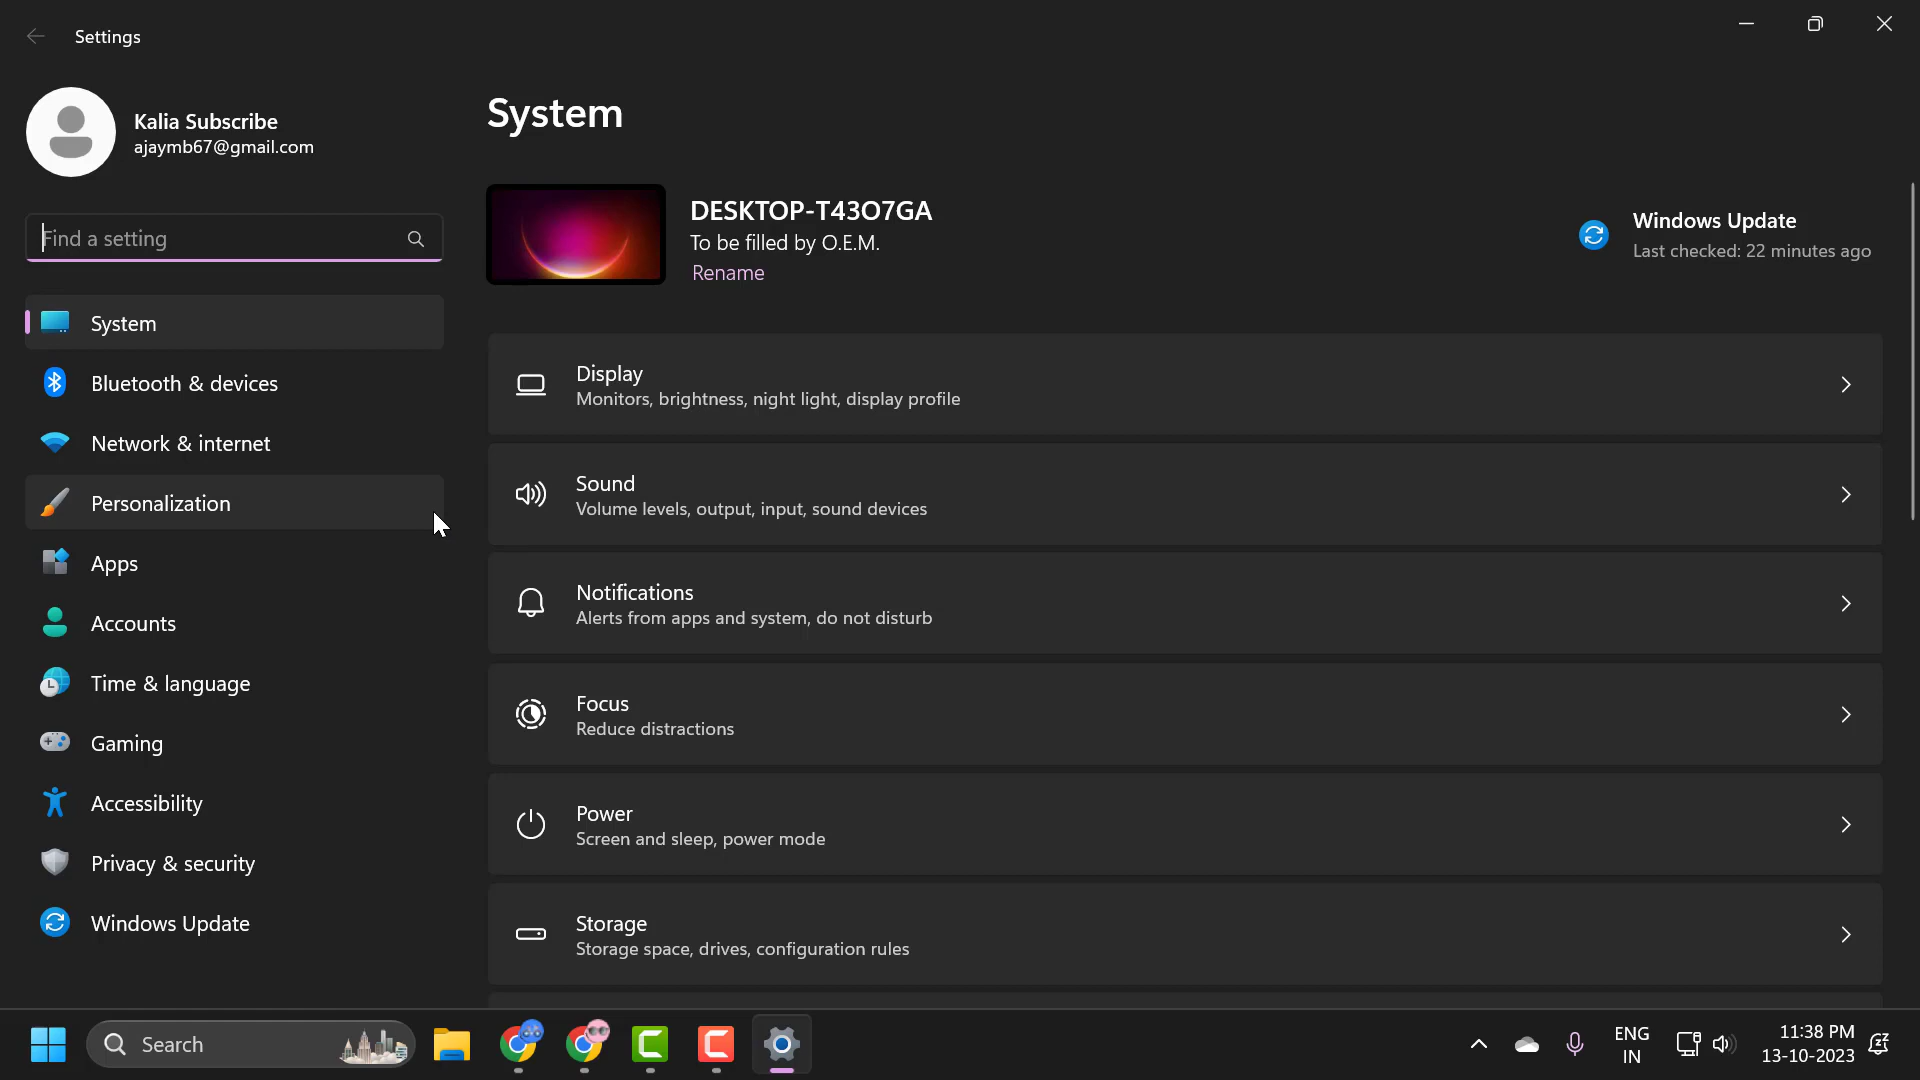 Settings
Kalia Subscribe
ajaymb67@gmail.com
Find a setting
System
Bluetooth & devices
Network & internet
Personalization
Apps
Accounts
Time & language
Gaming
Accessibility
Privacy & security
Windows Update
System
DESKTOP-T43O7GA
To be filled by O.E.M.
Rename
Windows Update
Last checked: 22 minutes ago
Display
Monitors, brightness, night light, display profile
Sound
Volume levels, output, input, sound devices
Notifications
Alerts from apps and system, do not disturb
Focus
Reduce distractions
Power
Screen and sleep, power mode
Storage
Storage space, drives, configuration rules
Search
ENG
IN
11:38 PM
13-10-2023